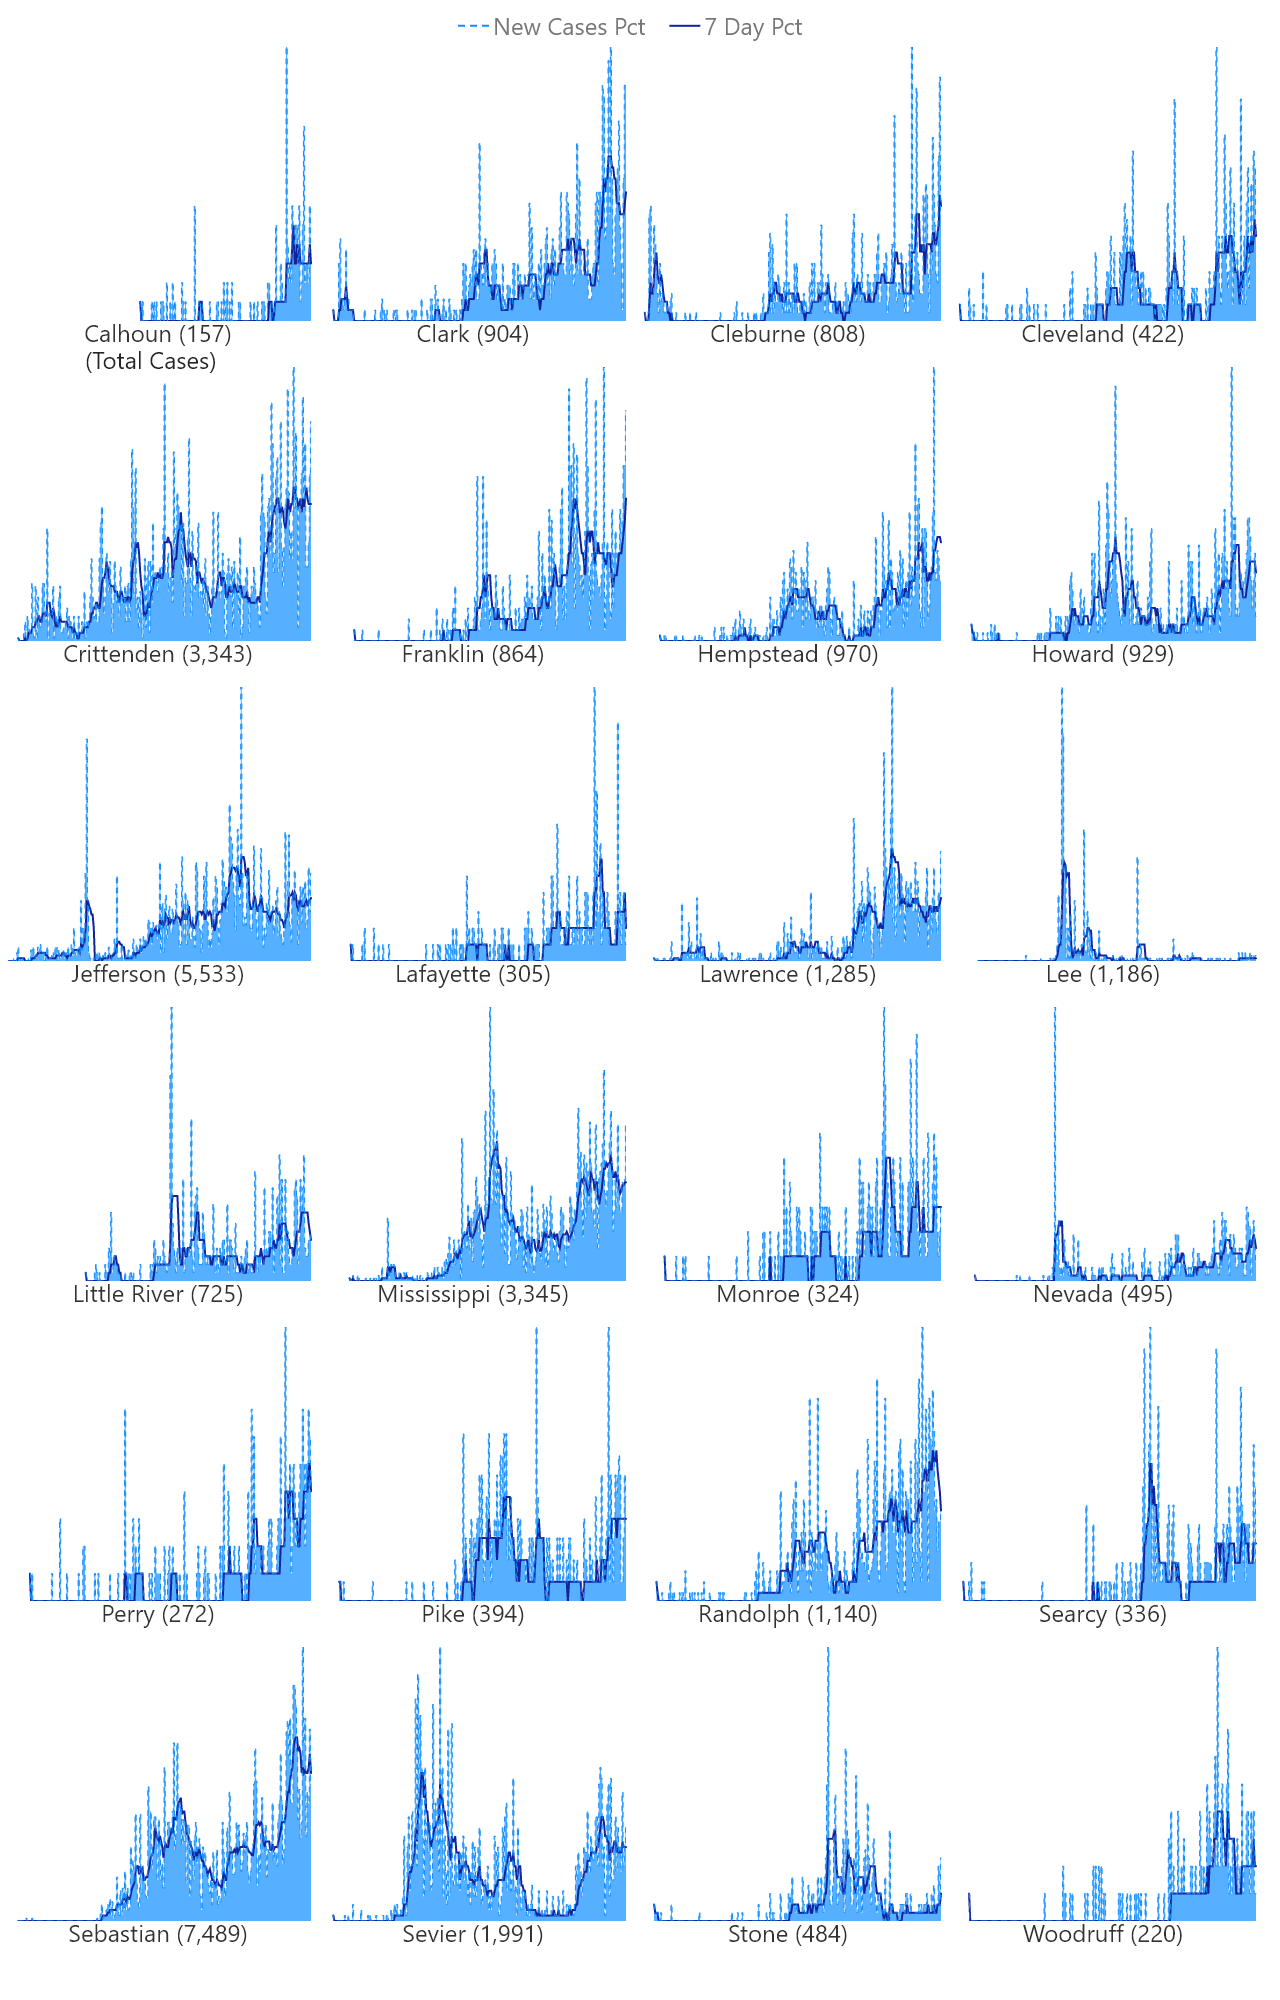 New Cases Pct 7 Day Pct
Calhoun (157) Clark (904) Cleburne (808) Cleveland (422)
(Total Cases)
Crittenden (3,343) Franklin (864) Hempstead (970) Howard (929)
Jefferson (5,533) Lafayette (305) Lawrence (1,285) Lee (1,186)
Little River (725) Mississippi (3,345) Monroe (324) Nevada (495)
Perry (272) Pike (394) Randolph (1,140) Searcy (336)
Sebastian (7,489) Sevier (1,991) Stone (484) Woodruff (220)